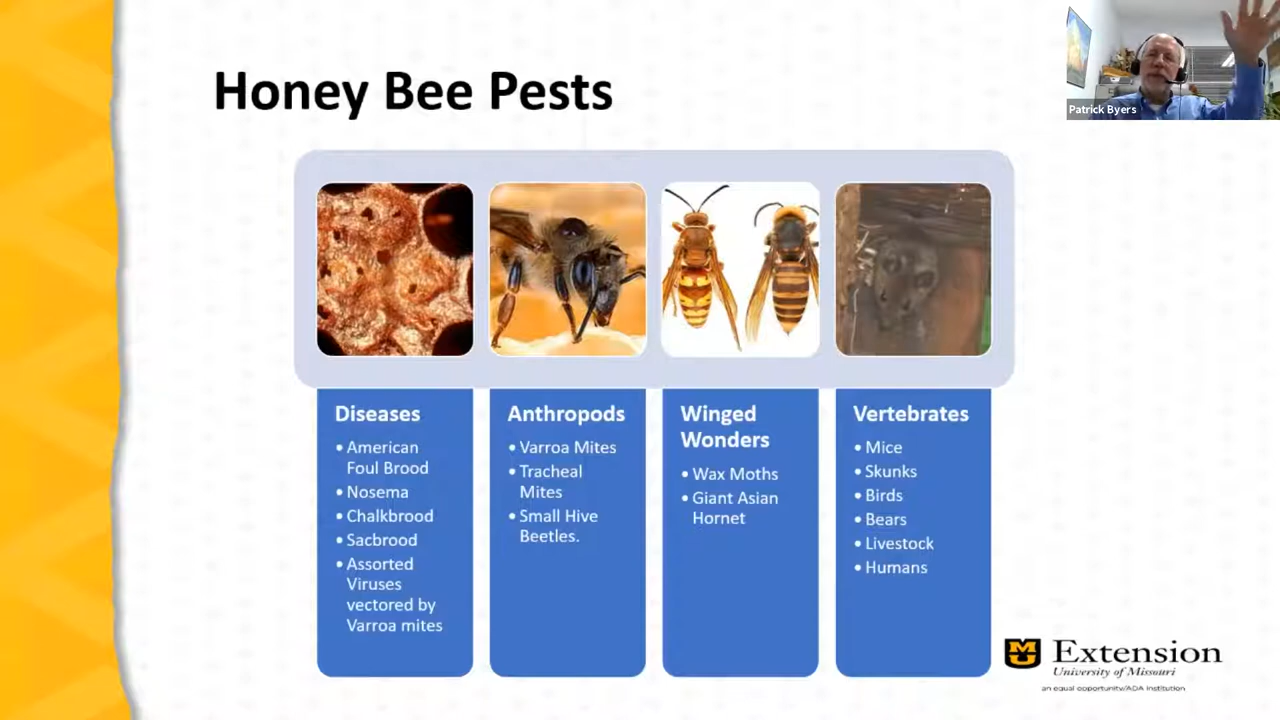 Honey Bee Pests
Patrick Byers
Diseases
• American
Foul Brood
• Nosema
• Chalkbrood
• Sacbrood
• Assorted
Viruses
vectored by
Varroa mites
Anthropods
• Varroa Mites
• Tracheal
Mites
• Small Hive
Beetles.
Winged
Wonders
• Wax Moths
• Giant Asian
Hornet
Vertebrates
• Mice
• Skunks
• Birds
• Bears
• Livestock
• Humans
Extension
University of Missouri
an equal opportunity/ADA institution